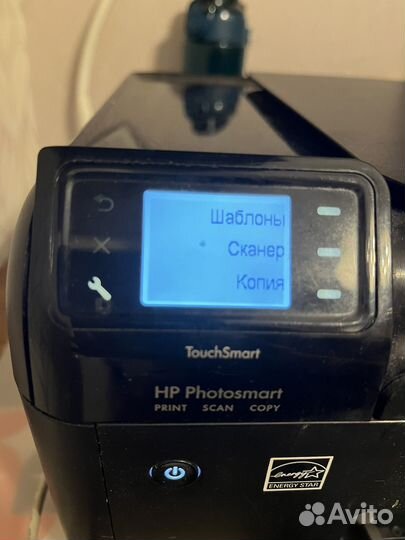 Шаблоны
Сканер
Копия
TouchSmart
HP Photosmart
PRINT SCAN COPY
energy
ENERGY STAR
Avito